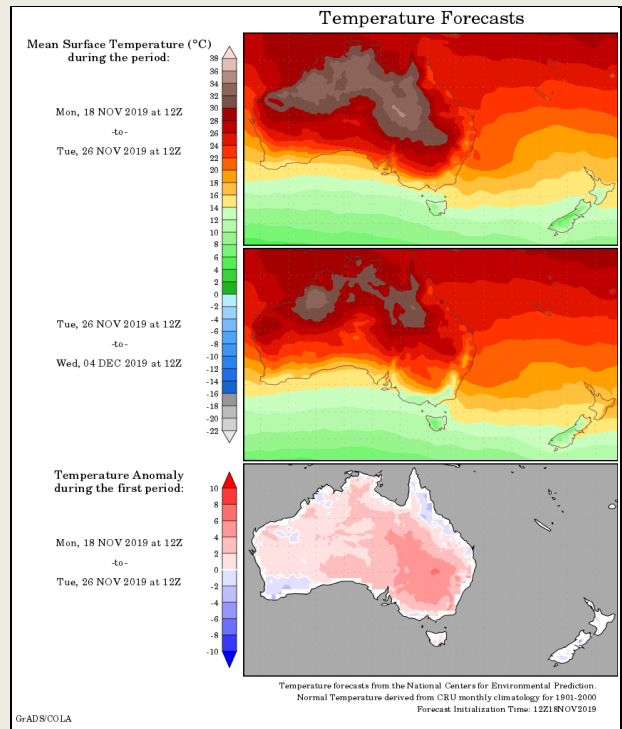 Temperature Forecasts
Mean Surface Temperature (°C)
during the period:
Mon, 18 NOV 2019 at 12Z
-to-
Tue, 26 NOV 2019 at 12Z
38
36
34
32
30
28
26
24
22
20
18
16
14
12
10
8
6
4
2
0
-2
-4
-6
-8
-10
-12
-14
-16
-17
-20
-22
Tue, 26 NOV 2019 at 12Z
-to-
Wed, 04 DEC 2019 at 12Z
Temperature Anomaly
during the first period:
Mon, 18 NOV 2019 at 12Z
-to-
Tue, 26 NOV 2019 at 12Z
10
8
6
4
2
0
-2
-4
-6
-8
-10
Temperature forecasts from the National Centers for Environmental Prediction.
Normal Temperature derived from CRU monthly climatology for 1901-2000
Forecast Initialization Time: 12Z18NOV2019
GrADS/COLA